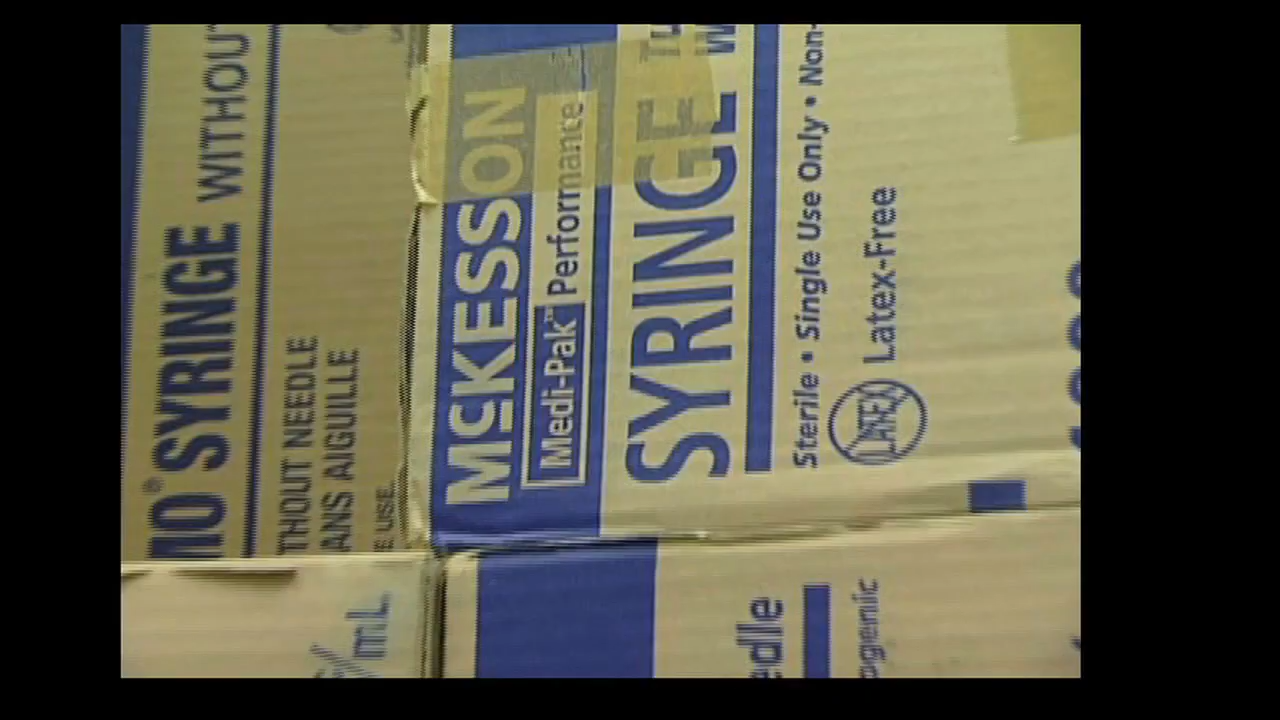 SYRINGE WITHOU
THOUT NEEDLE
ANS AIGUILLE
E USE.
MCKESSON
Medi-Pak™ Performance
SYRINGE
Sterile • Single Use Only • Non-
LATEX
Latex-Free
/mL
edle
ogenic